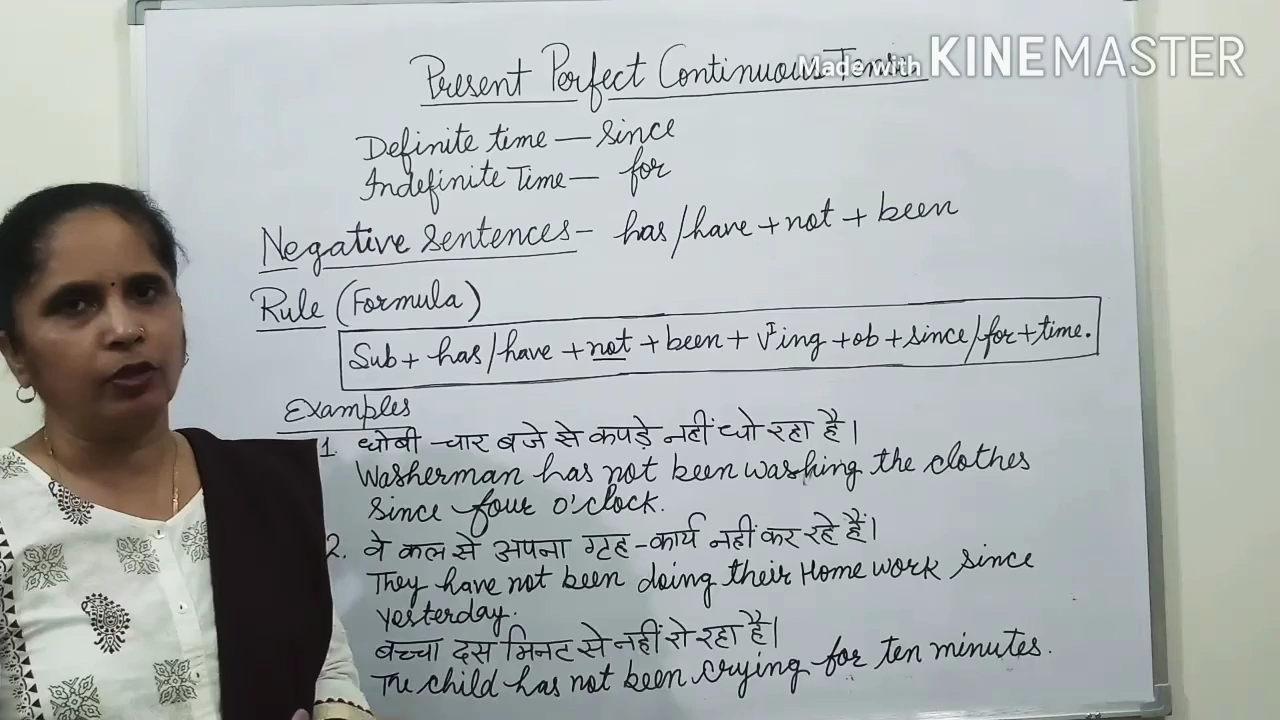 Present Perfect Continuous Tense
Made with KINEMASTER
Definite time — since
Indefinite Time — for
Negative Sentences - has/have + not + been
Rule (Formula)
Sub + has/have + not + been + VIing + ob + since/for + time.
Examples
1. धोबी चार बजे से कपड़े नहीं धो रहा है।
Washerman has not been washing the clothes
since four o'clock.
2. वे कल से अपना गृह-कार्य नहीं कर रहे हैं।
They have not been doing their Home work since
yesterday.
बच्चा दस मिनट से नहीं रो रहा है।
The child has not been crying for ten minutes.